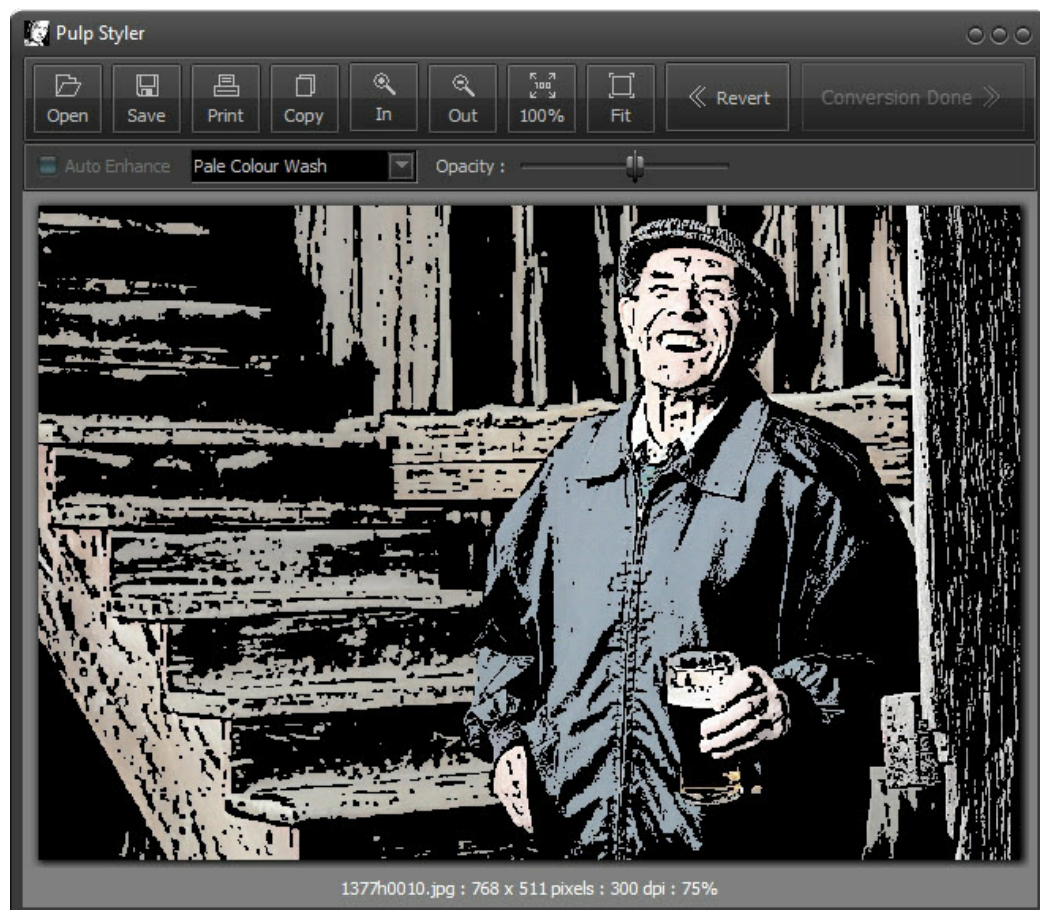 Pulp Styler
Open Save Print Copy In Out 100% Fit Revert Conversion Done
100
Auto Enhance Pale Colour Wash Opacity :
1377h0010.jpg : 768 x 511 pixels : 300 dpi : 75%